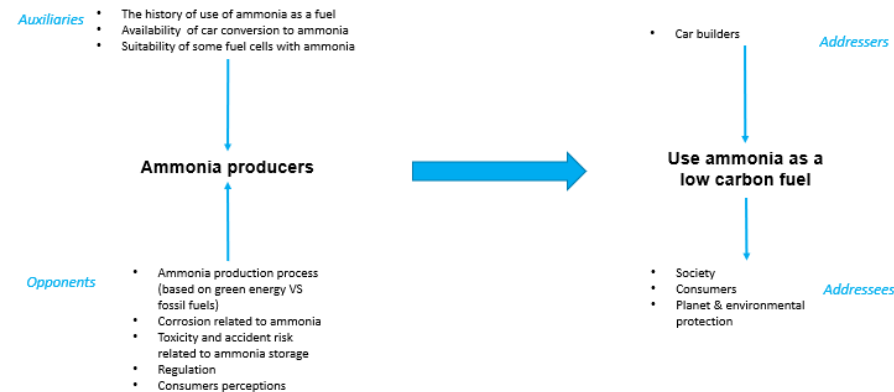 Auxiliaries
• The history of use of ammonia as a fuel
• Availability of car conversion to ammonia
• Suitability of some fuel cells with ammonia
• Car builders
Addressers
Ammonia producers
Use ammonia as a
low carbon fuel
Opponents
• Ammonia production process
(based on green energy VS
fossil fuels)
• Corrosion related to ammonia
• Toxicity and accident risk
related to ammonia storage
• Regulation
• Consumers perceptions
• Society
• Consumers
• Planet & environmental
protection
Addressees